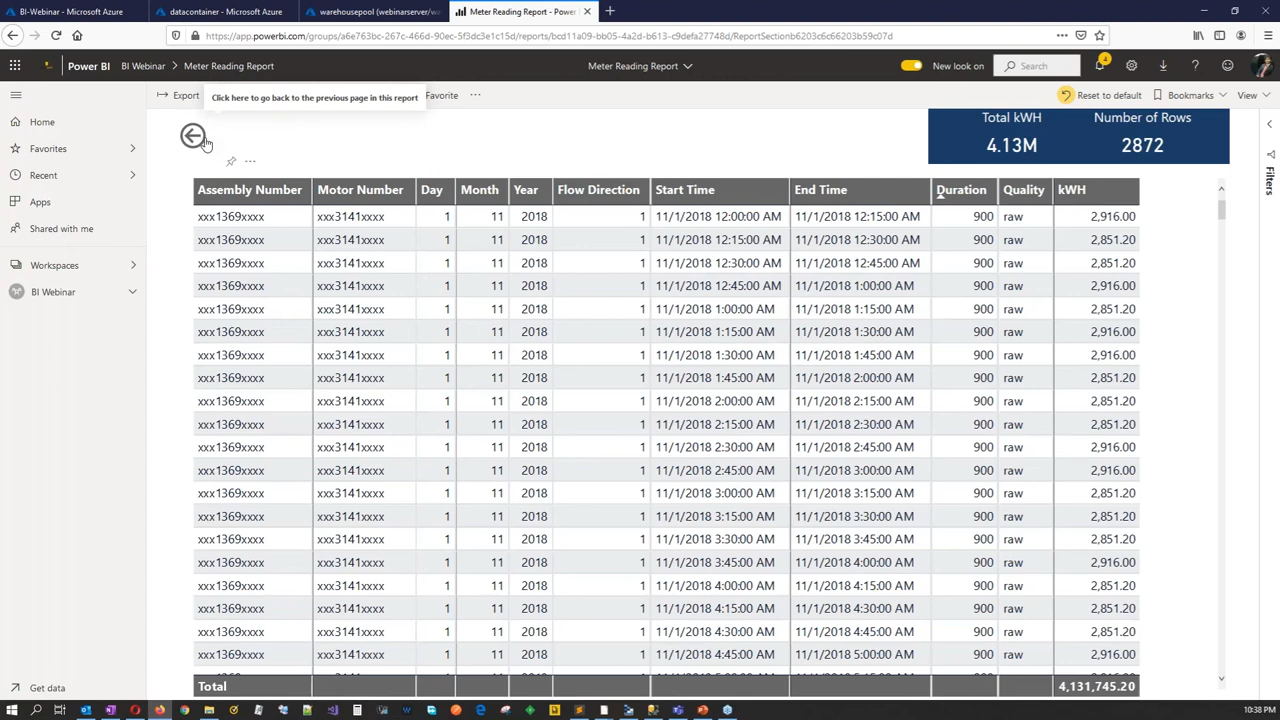 BI-Webinar - Microsoft Azure
datacontainer - Microsoft Azure
warehousepool (webinarserver/wa
Meter Reading Report - Power BI
https://app.powerbi.com/groups/a6e763bc-267c-466d-90ec-5f3dc3e1c15d/reports/bcd11a09-bb05-4a2d-b613-c9defa27748d/ReportSectionb6203c6c66203b59c07d
Power BI BI Webinar > Meter Reading Report
Meter Reading Report
New look on
Search
4
?
Export
Click here to go back to the previous page in this report
Favorite ...
Reset to default
Bookmarks
View
Home
Favorites
Recent
Apps
Shared with me
Workspaces
BI Webinar
Get data
Filters
Total kWH Number of Rows
4.13M 2872
Assembly Number Motor Number Day Month Year Flow Direction Start Time End Time Duration Quality kWH
xxx1369xxxx xxx3141xxxx 1 11 2018 1 11/1/2018 12:00:00 AM 11/1/2018 12:15:00 AM 900 raw 2,916.00
xxx1369xxxx xxx3141xxxx 1 11 2018 1 11/1/2018 12:15:00 AM 11/1/2018 12:30:00 AM 900 raw 2,851.20
xxx1369xxxx xxx3141xxxx 1 11 2018 1 11/1/2018 12:30:00 AM 11/1/2018 12:45:00 AM 900 raw 2,851.20
xxx1369xxxx xxx3141xxxx 1 11 2018 1 11/1/2018 12:45:00 AM 11/1/2018 1:00:00 AM 900 raw 2,916.00
xxx1369xxxx xxx3141xxxx 1 11 2018 1 11/1/2018 1:00:00 AM 11/1/2018 1:15:00 AM 900 raw 2,851.20
xxx1369xxxx xxx3141xxxx 1 11 2018 1 11/1/2018 1:15:00 AM 11/1/2018 1:30:00 AM 900 raw 2,916.00
xxx1369xxxx xxx3141xxxx 1 11 2018 1 11/1/2018 1:30:00 AM 11/1/2018 1:45:00 AM 900 raw 2,916.00
xxx1369xxxx xxx3141xxxx 1 11 2018 1 11/1/2018 1:45:00 AM 11/1/2018 2:00:00 AM 900 raw 2,851.20
xxx1369xxxx xxx3141xxxx 1 11 2018 1 11/1/2018 2:00:00 AM 11/1/2018 2:15:00 AM 900 raw 2,851.20
xxx1369xxxx xxx3141xxxx 1 11 2018 1 11/1/2018 2:15:00 AM 11/1/2018 2:30:00 AM 900 raw 2,851.20
xxx1369xxxx xxx3141xxxx 1 11 2018 1 11/1/2018 2:30:00 AM 11/1/2018 2:45:00 AM 900 raw 2,916.00
xxx1369xxxx xxx3141xxxx 1 11 2018 1 11/1/2018 2:45:00 AM 11/1/2018 3:00:00 AM 900 raw 2,916.00
xxx1369xxxx xxx3141xxxx 1 11 2018 1 11/1/2018 3:00:00 AM 11/1/2018 3:15:00 AM 900 raw 2,851.20
xxx1369xxxx xxx3141xxxx 1 11 2018 1 11/1/2018 3:15:00 AM 11/1/2018 3:30:00 AM 900 raw 2,851.20
xxx1369xxxx xxx3141xxxx 1 11 2018 1 11/1/2018 3:30:00 AM 11/1/2018 3:45:00 AM 900 raw 2,851.20
xxx1369xxxx xxx3141xxxx 1 11 2018 1 11/1/2018 3:45:00 AM 11/1/2018 4:00:00 AM 900 raw 2,916.00
xxx1369xxxx xxx3141xxxx 1 11 2018 1 11/1/2018 4:00:00 AM 11/1/2018 4:15:00 AM 900 raw 2,851.20
xxx1369xxxx xxx3141xxxx 1 11 2018 1 11/1/2018 4:15:00 AM 11/1/2018 4:30:00 AM 900 raw 2,851.20
xxx1369xxxx xxx3141xxxx 1 11 2018 1 11/1/2018 4:30:00 AM 11/1/2018 4:45:00 AM 900 raw 2,851.20
xxx1369xxxx xxx3141xxxx 1 11 2018 1 11/1/2018 4:45:00 AM 11/1/2018 5:00:00 AM 900 raw 2,916.00
Total 4,131,745.20
10:38 PM